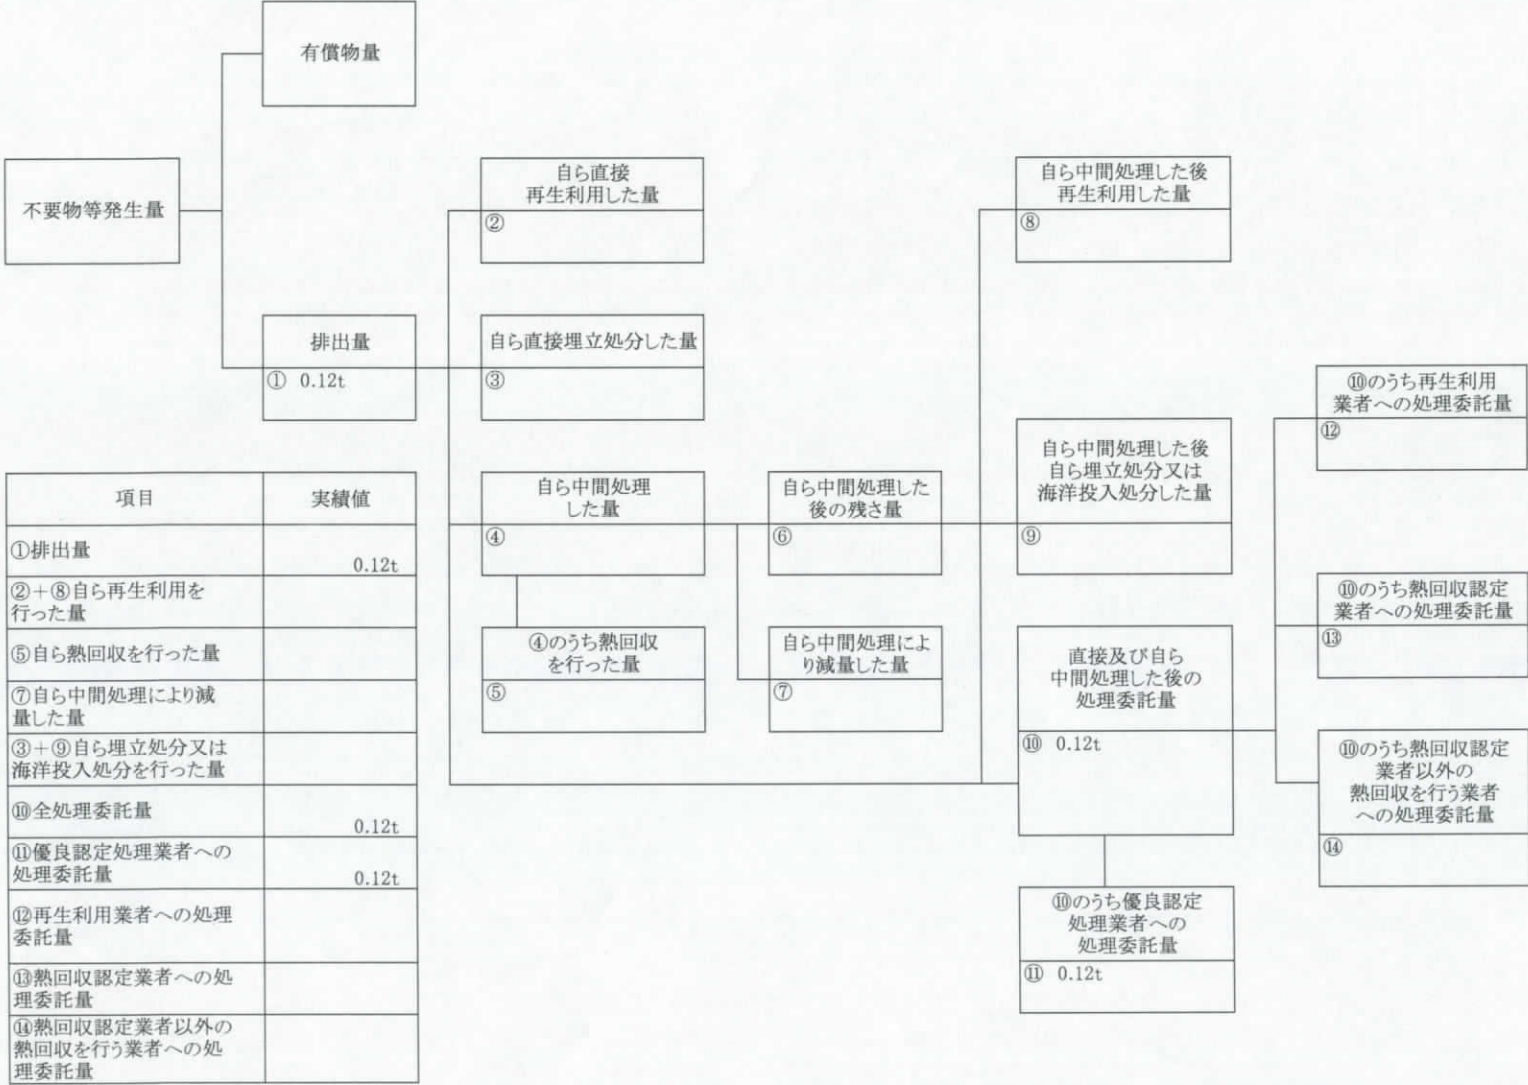 有償物量
不要物等発生量
自ら直接
再生利用した量
②
自ら中間処理した後
再生利用した量
⑧
排出量
① 0.12t
自ら直接埋立処分した量
③
⑩のうち再生利用
業者への処理委託量
⑫
自ら中間処理した後
自ら埋立処分又は
海洋投入処分した量
⑨
自ら中間処理
した量
④
自ら中間処理した
後の残さ量
⑥
④のうち熱回収
を行った量
⑤
自ら中間処理によ
り減量した量
⑦
直接及び自ら
中間処理した後の
処理委託量
⑩ 0.12t
⑩のうち熱回収認定
業者への処理委託量
⑬
⑩のうち熱回収認定
業者以外の
熱回収を行う業者
への処理委託量
⑭
⑩のうち優良認定
処理業者への
処理委託量
⑪ 0.12t
項目 実績値
①排出量 0.12t
②+⑧自ら再生利用を
行った量
⑤自ら熱回収を行った量
⑦自ら中間処理により減
量した量
③+⑨自ら埋立処分又は
海洋投入処分を行った量
⑩全処理委託量 0.12t
⑪優良認定処理業者への
処理委託量 0.12t
⑫再生利用業者への処理
委託量
⑬熱回収認定業者への処
理委託量
⑭熱回収認定業者以外の
熱回収を行う業者への処
理委託量